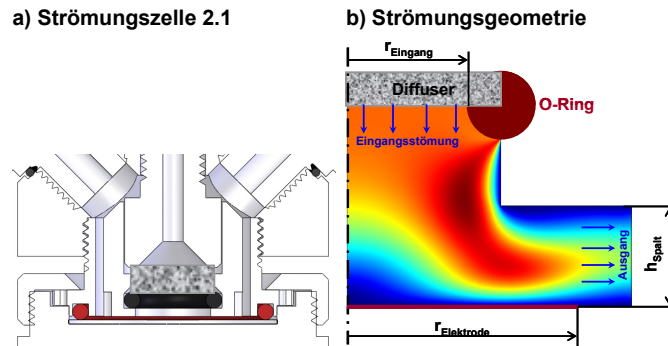 a) Strömungszelle 2.1
b) Strömungsgeometrie
rEingang
Diffuser
O-Ring
Eingangsstömung
Ausgang
hSpalt
rElektrode